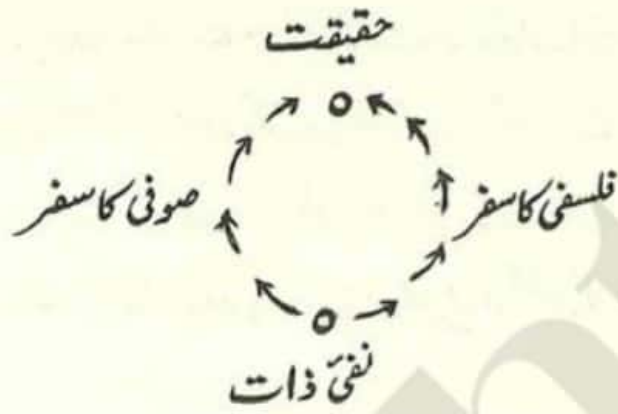 حقیقت
فلسفی کا سفر
صوفی کا سفر
نفیٔ ذات